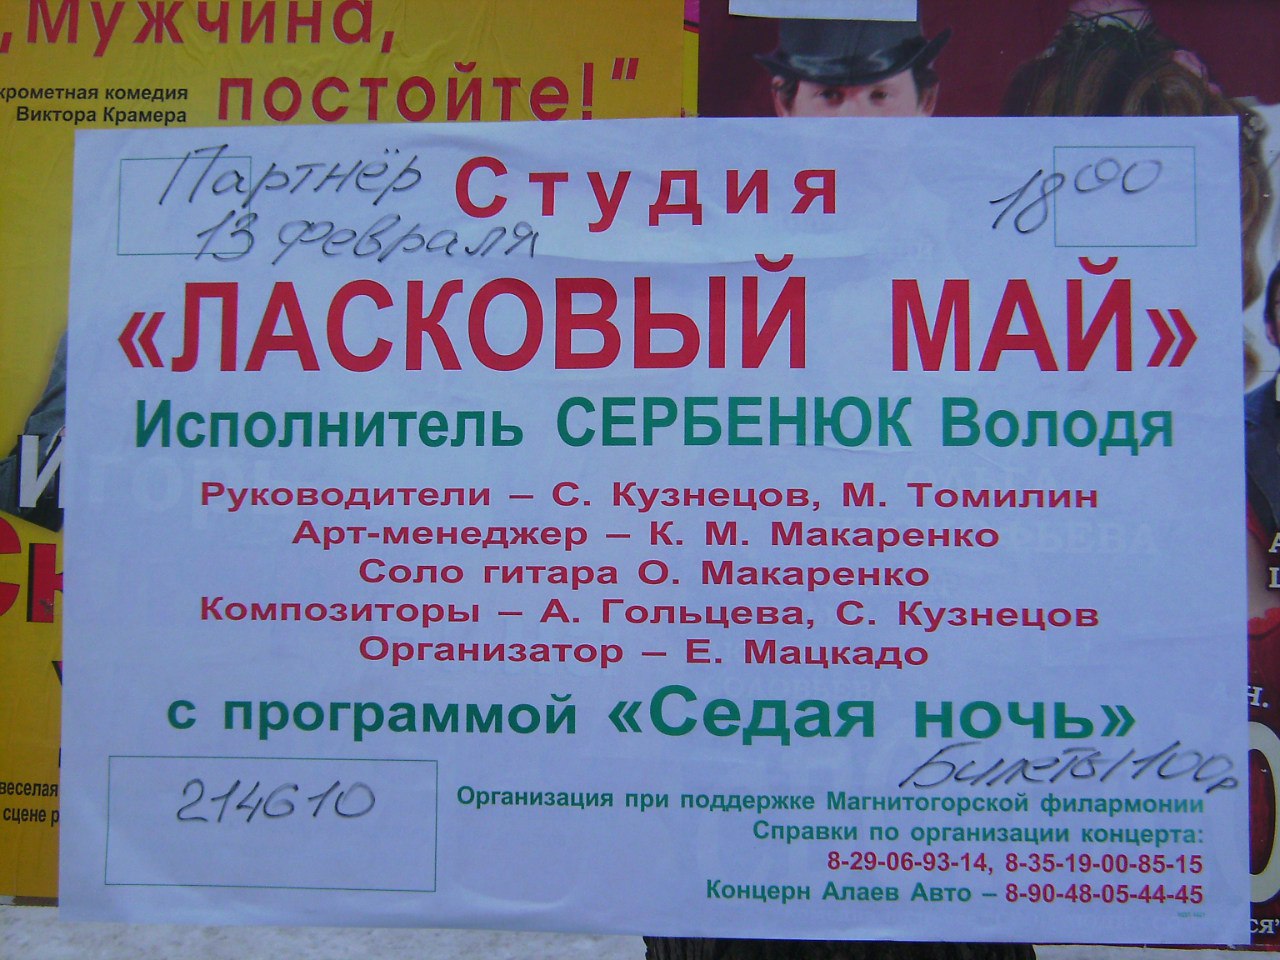 „Мужчина,
постойте!"
крометная комедия
Виктора Крамера
Партнёр
13 февраля
18 00
Студия
«ЛАСКОВЫЙ МАЙ»
Исполнитель СЕРБЕНЮК Володя
Руководители – С. Кузнецов, М. Томилин
Арт-менеджер – К. М. Макаренко
Соло гитара О. Макаренко
Композиторы – А. Гольцева, С. Кузнецов
Организатор – Е. Мацкадо
с программой «Седая ночь»
Билеты 100р
214610
Организация при поддержке Магнитогорской филармонии
Справки по организации концерта:
8-29-06-93-14, 8-35-19-00-85-15
Концерн Алаев Авто – 8-90-48-05-44-45
веселая
сцене р